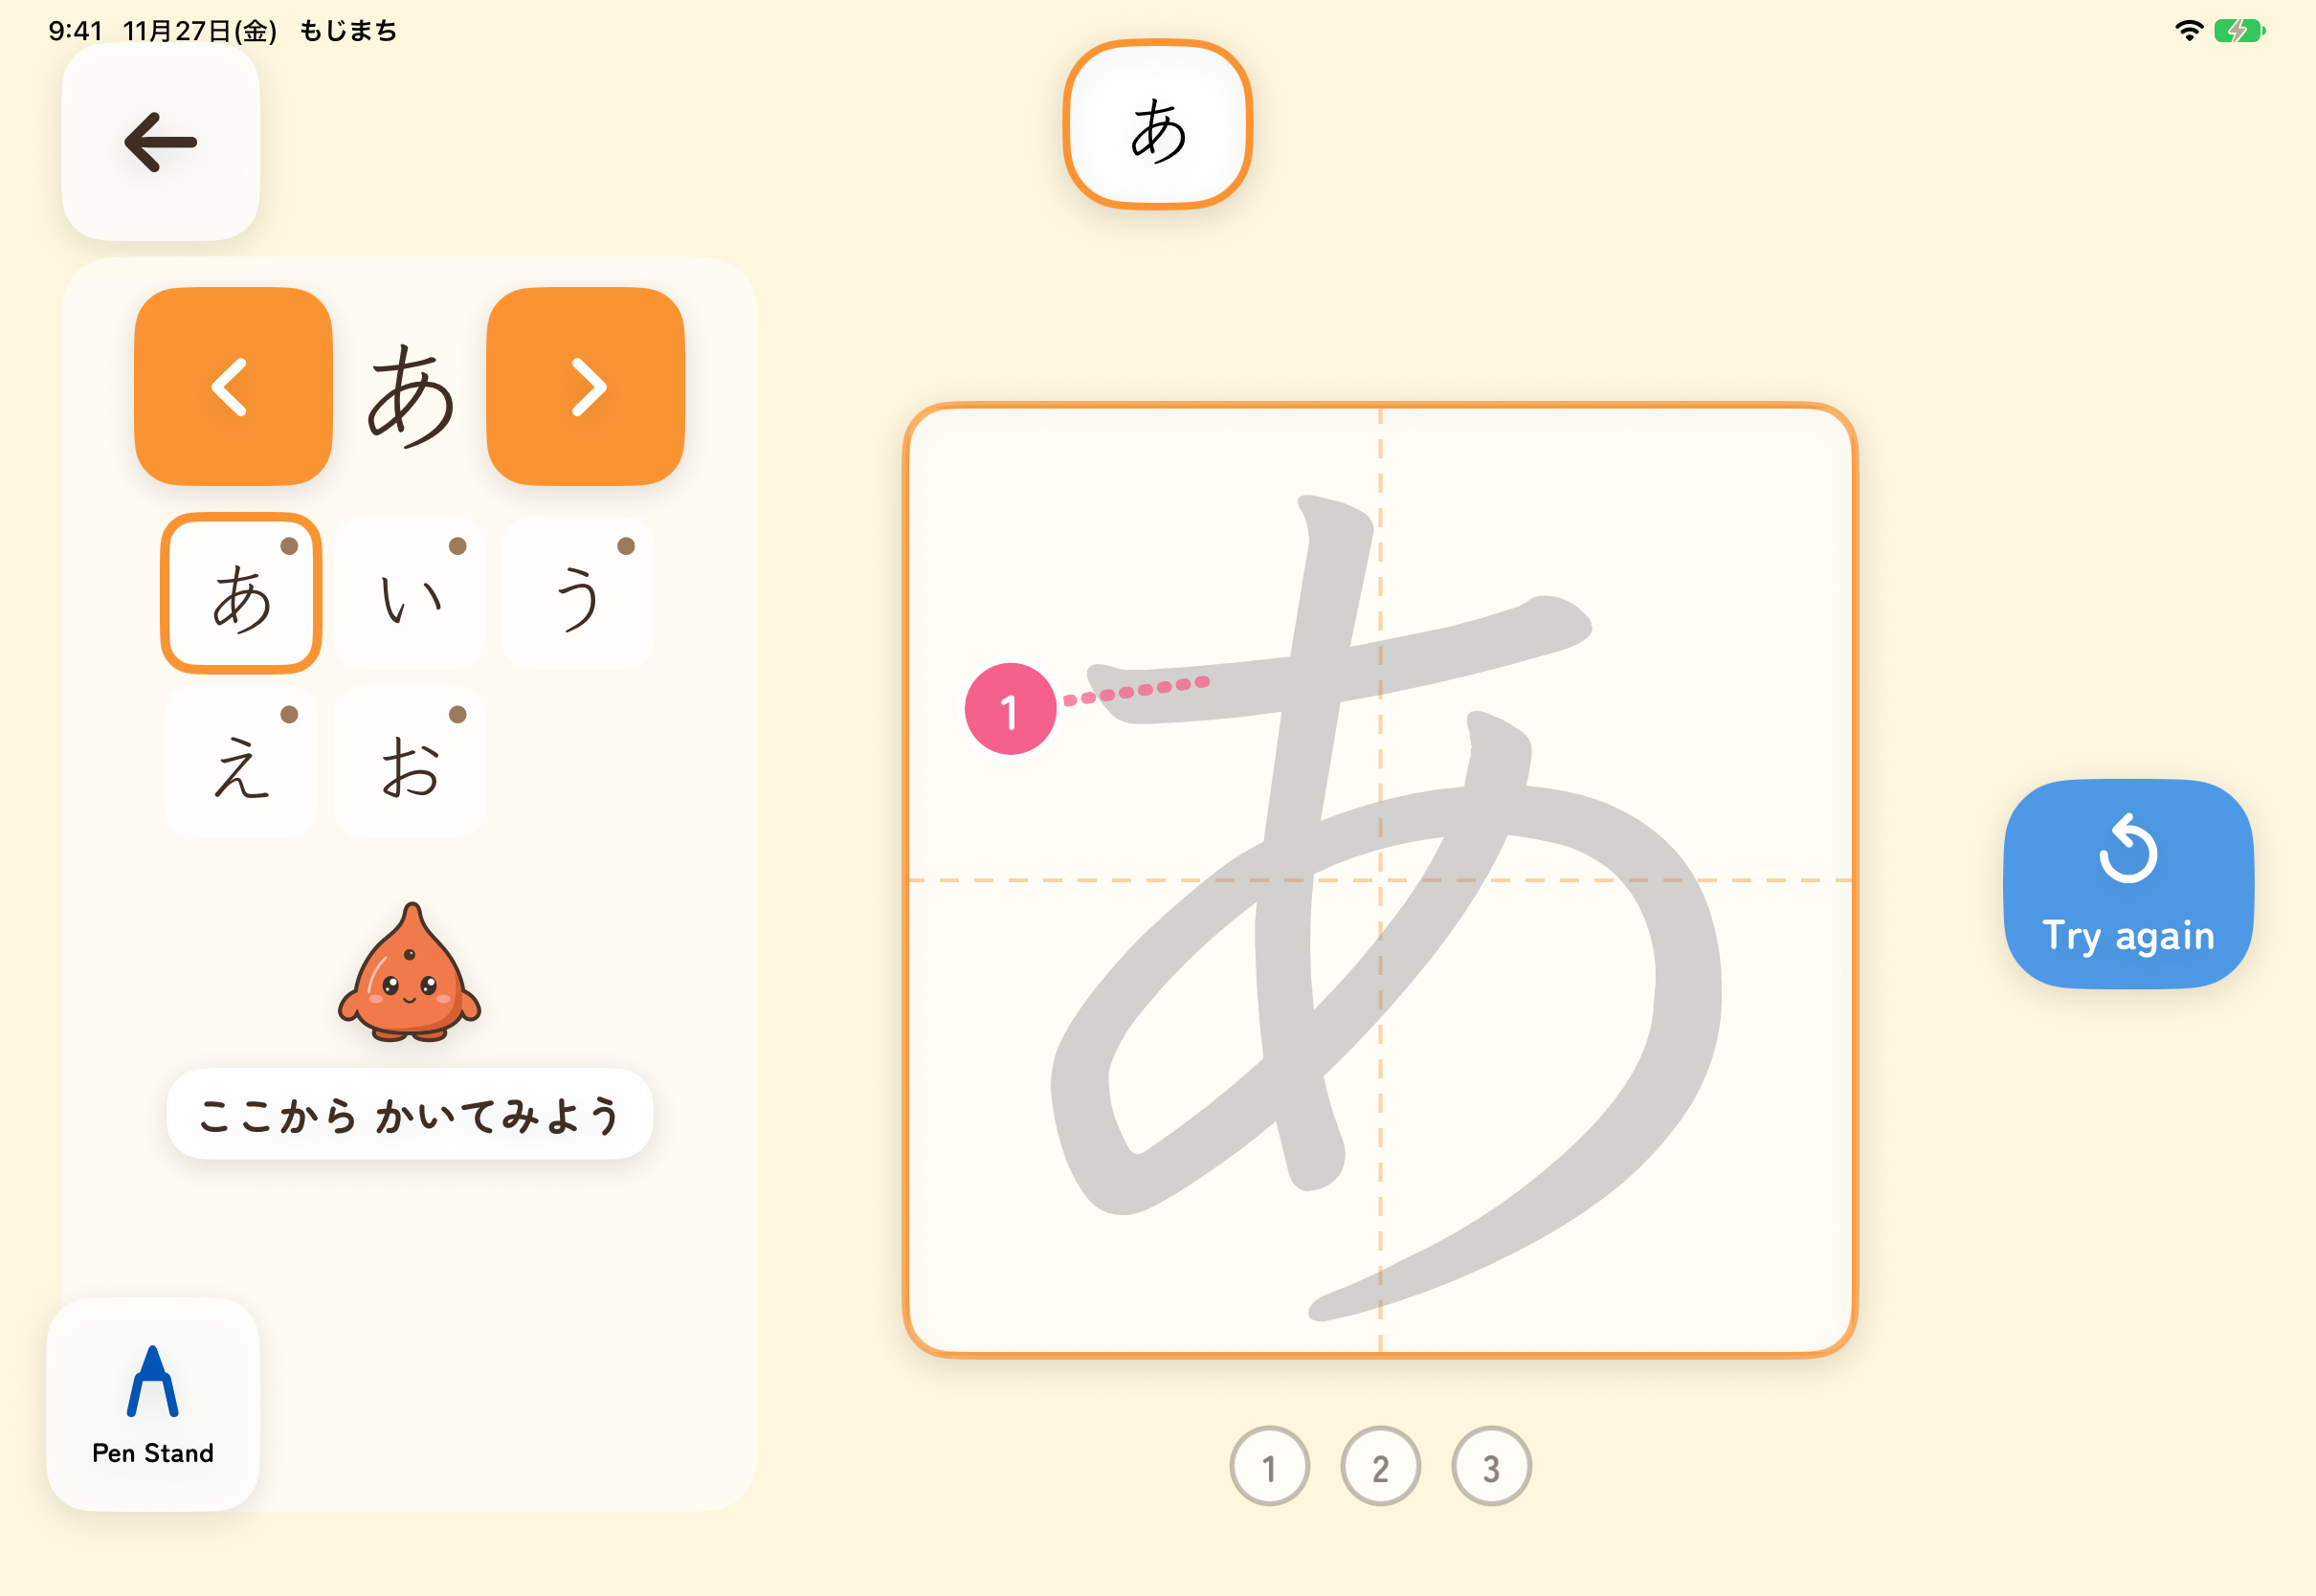 9:41 11月27日(金) もじまち
あ
あ
あ い う
え お
ここから かいてみよう
Pen Stand
1
あ
1 2 3
Try again